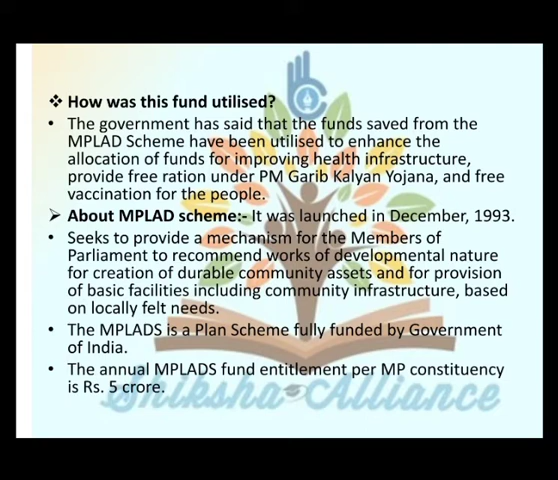 ❖ How was this fund utilised?
• The government has said that the funds saved from the
MPLAD Scheme have been utilised to enhance the
allocation of funds for improving health infrastructure,
provide free ration under PM Garib Kalyan Yojana, and free
vaccination for the people.
➢ About MPLAD scheme:- It was launched in December, 1993.
• Seeks to provide a mechanism for the Members of
Parliament to recommend works of developmental nature
for creation of durable community assets and for provision
of basic facilities including community infrastructure, based
on locally felt needs.
• The MPLADS is a Plan Scheme fully funded by Government
of India.
• The annual MPLADS fund entitlement per MP constituency
is Rs. 5 crore.
Shiksha Alliance